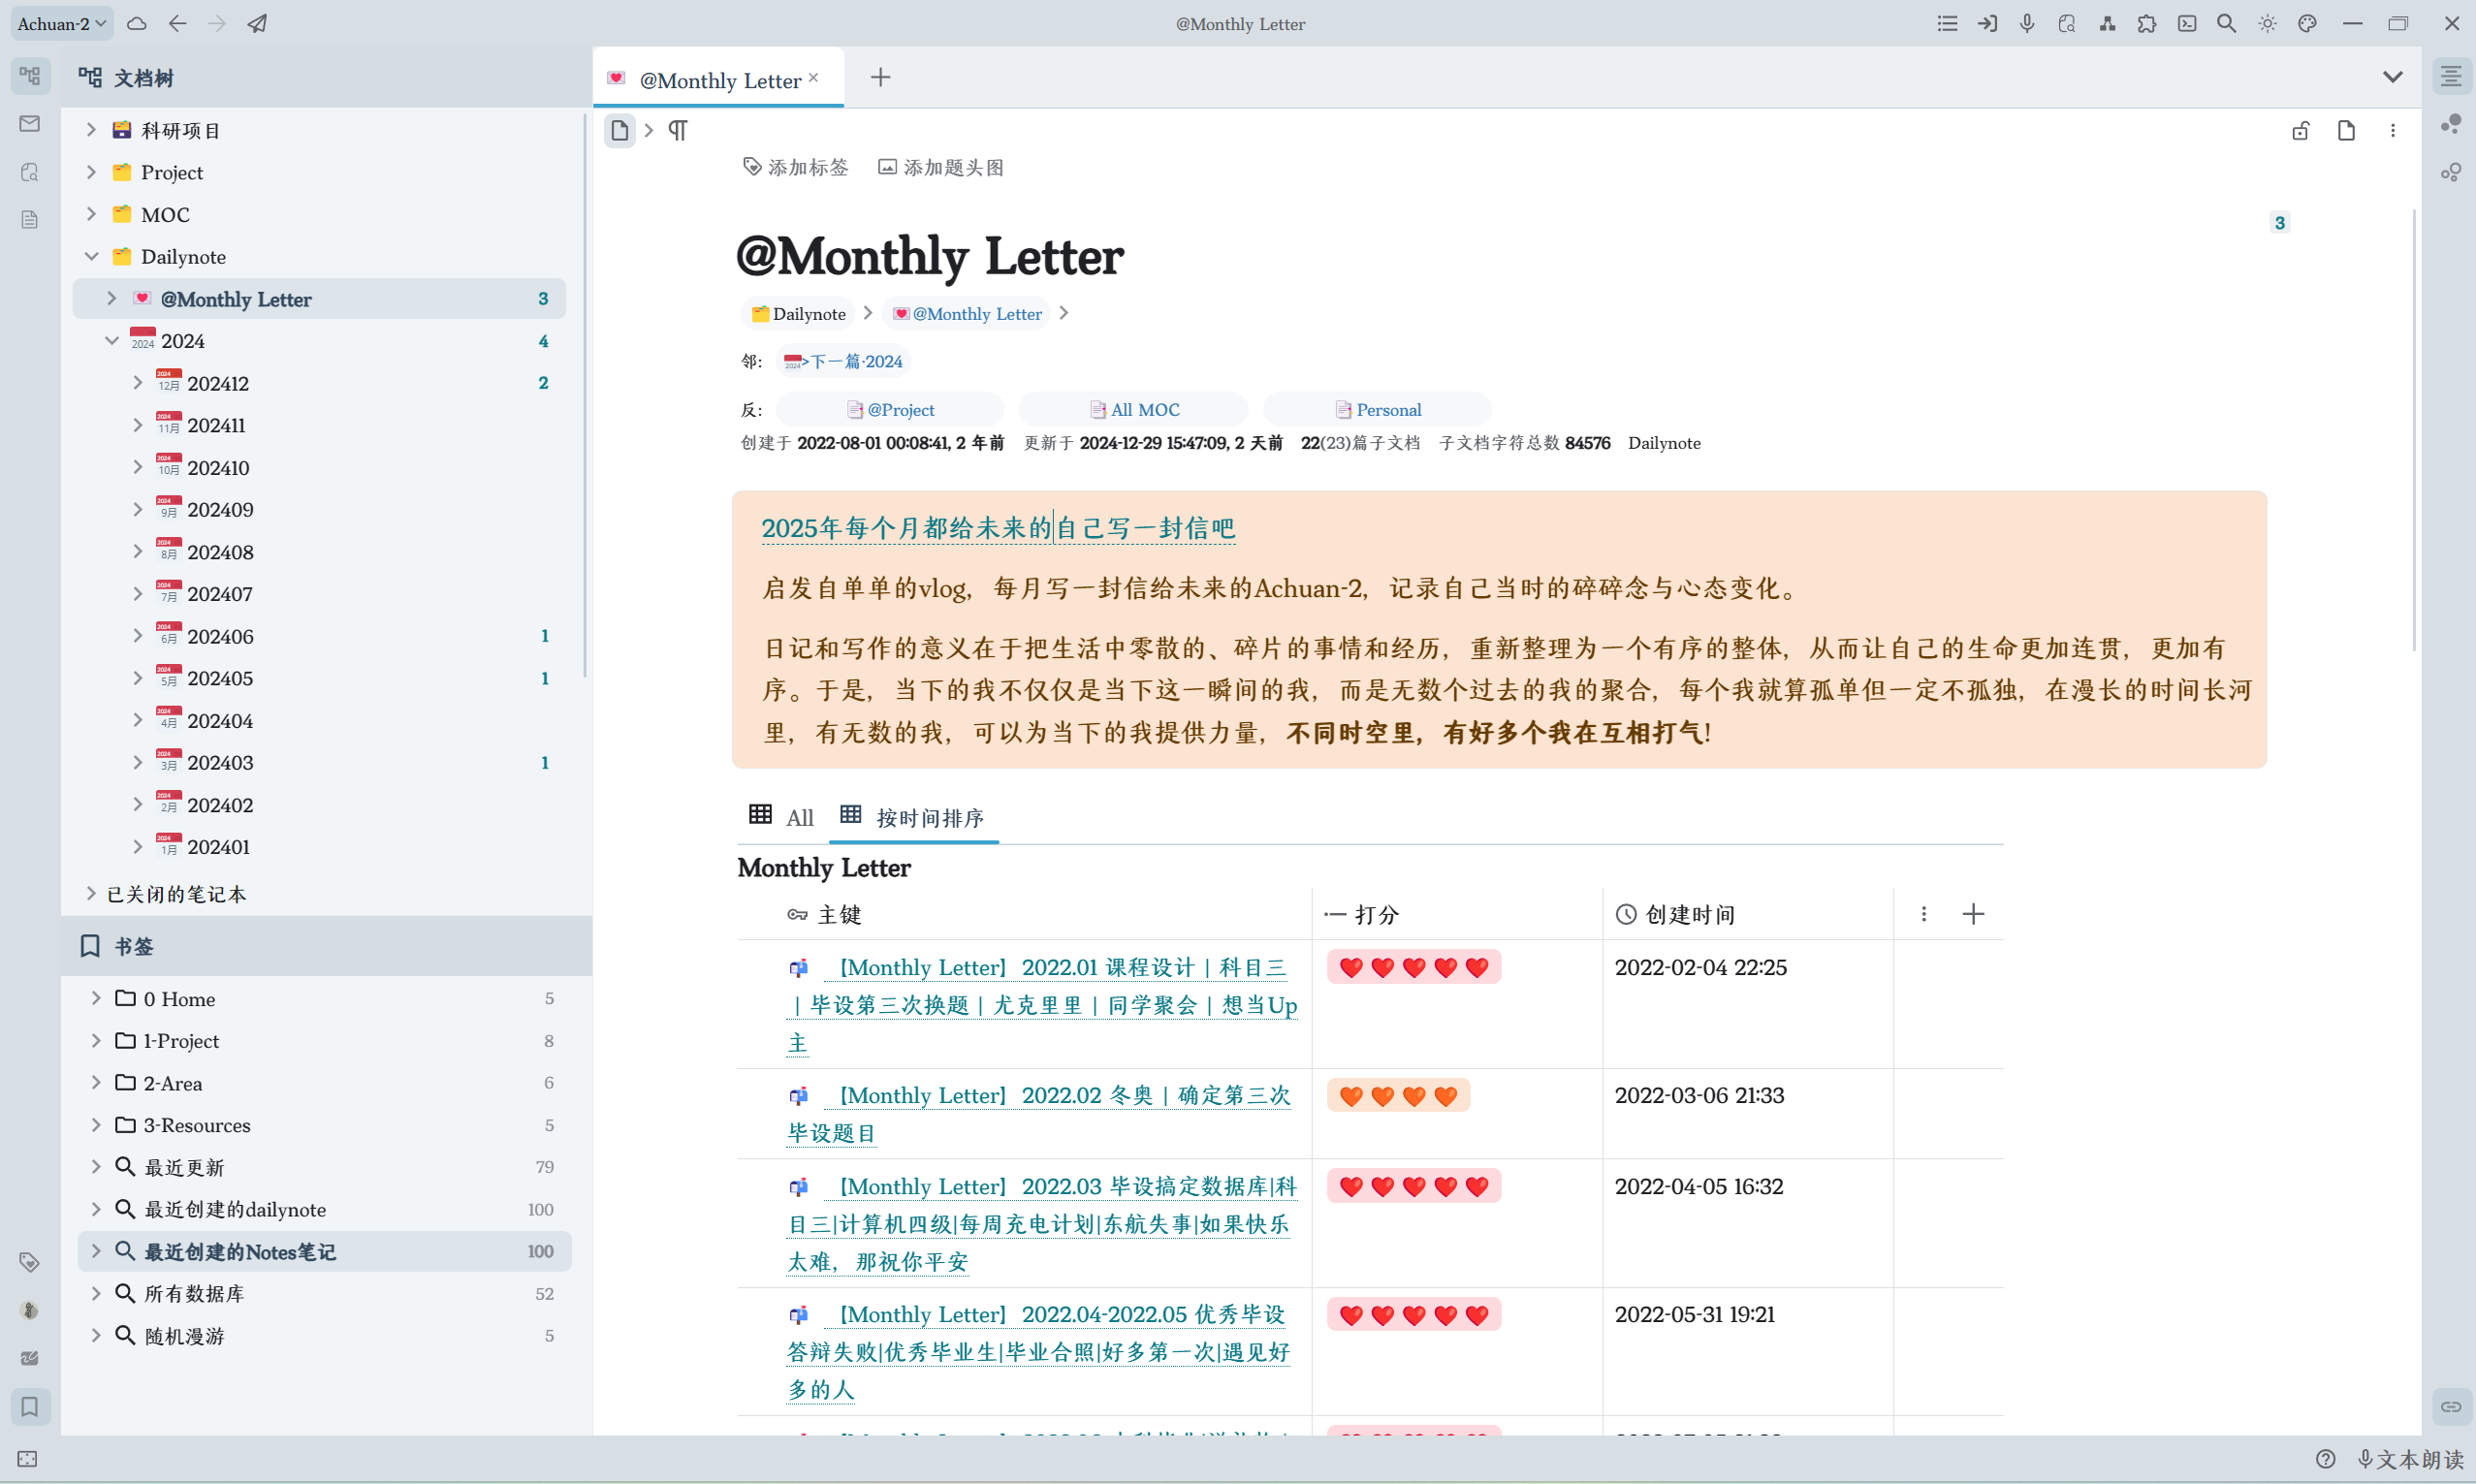 Achuan-2
@Monthly Letter
文档树
科研项目
Project
MOC
Dailynote
@Monthly Letter 3
2024 2024 4
2024 12月 202412 2
2024 11月 202411
2024 10月 202410
2024 9月 202409
2024 8月 202408
2024 7月 202407
2024 6月 202406 1
2024 5月 202405 1
2024 4月 202404
2024 3月 202403 1
2024 2月 202402
2024 1月 202401
已关闭的笔记本
书签
0 Home 5
1-Project 8
2-Area 6
3-Resources 5
最近更新 79
最近创建的dailynote 100
最近创建的Notes笔记 100
所有数据库 52
随机漫游 5
@Monthly Letter
添加标签 添加题头图
3
@Monthly Letter
Dailynote @Monthly Letter
邻: 2024>下一篇·2024
反: @Project All MOC Personal
创建于 2022-08-01 00:08:41, 2 年前 更新于 2024-12-29 15:47:09, 2 天前 22(23)篇子文档 子文档字符总数 84576 Dailynote
2025年每个月都给未来的自己写一封信吧
启发自单单的vlog，每月写一封信给未来的Achuan-2，记录自己当时的碎碎念与心态变化。
日记和写作的意义在于把生活中零散的、碎片的事情和经历，重新整理为一个有序的整体，从而让自己的生命更加连贯，更加有
序。于是，当下的我不仅仅是当下这一瞬间的我，而是无数个过去的我的聚合，每个我就算孤单但一定不孤独，在漫长的时间长河
里，有无数的我，可以为当下的我提供力量，不同时空里，有好多个我在互相打气！
All 按时间排序
Monthly Letter
主键 打分 创建时间
【Monthly Letter】2022.01 课程设计 | 科目三 ❤️❤️❤️❤️❤️ 2022-02-04 22:25
| 毕设第三次换题 | 尤克里里 | 同学聚会 | 想当Up
主
【Monthly Letter】2022.02 冬奥 | 确定第三次 🧡🧡🧡🧡 2022-03-06 21:33
毕设题目
【Monthly Letter】2022.03 毕设搞定数据库|科 ❤️❤️❤️❤️❤️ 2022-04-05 16:32
目三|计算机四级|每周充电计划|东航失事|如果快乐
太难，那祝你平安
【Monthly Letter】2022.04-2022.05 优秀毕设 ❤️❤️❤️❤️❤️ 2022-05-31 19:21
答辩失败|优秀毕业生|毕业合照|好多第一次|遇见好
多的人
文本朗读